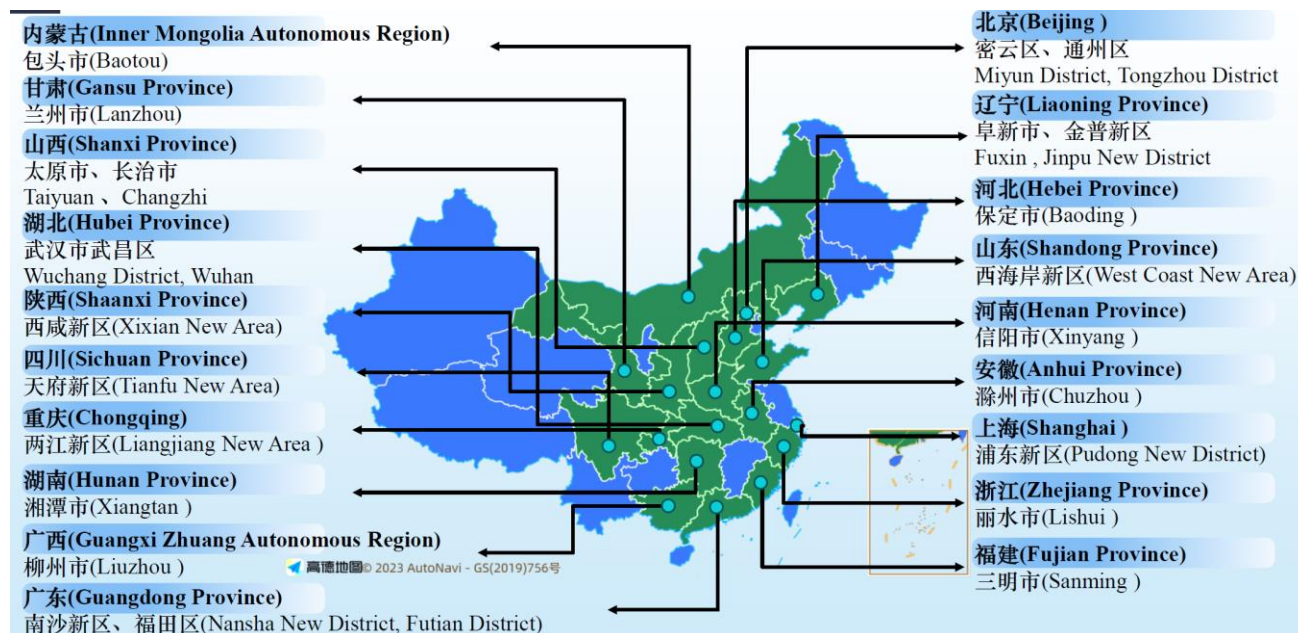 内蒙古(Inner Mongolia Autonomous Region)
包头市(Baotou)
甘肃(Gansu Province)
兰州市(Lanzhou)
山西(Shanxi Province)
太原市、长治市
Taiyuan 、Changzhi
湖北(Hubei Province)
武汉市武昌区
Wuchang District, Wuhan
陕西(Shaanxi Province)
西咸新区(Xixian New Area)
四川(Sichuan Province)
天府新区(Tianfu New Area)
重庆(Chongqing)
两江新区(Liangjiang New Area )
湖南(Hunan Province)
湘潭市(Xiangtan )
广西(Guangxi Zhuang Autonomous Region)
柳州市(Liuzhou )
广东(Guangdong Province)
南沙新区、福田区(Nansha New District, Futian District)
高德地图© 2023 AutoNavi - GS(2019)756号
北京(Beijing )
密云区、通州区
Miyun District, Tongzhou District
辽宁(Liaoning Province)
阜新市、金普新区
Fuxin , Jinpu New District
河北(Hebei Province)
保定市(Baoding )
山东(Shandong Province)
西海岸新区(West Coast New Area)
河南(Henan Province)
信阳市(Xinyang )
安徽(Anhui Province)
滁州市(Chuzhou )
上海(Shanghai )
浦东新区(Pudong New District)
浙江(Zhejiang Province)
丽水市(Lishui )
福建(Fujian Province)
三明市(Sanming )